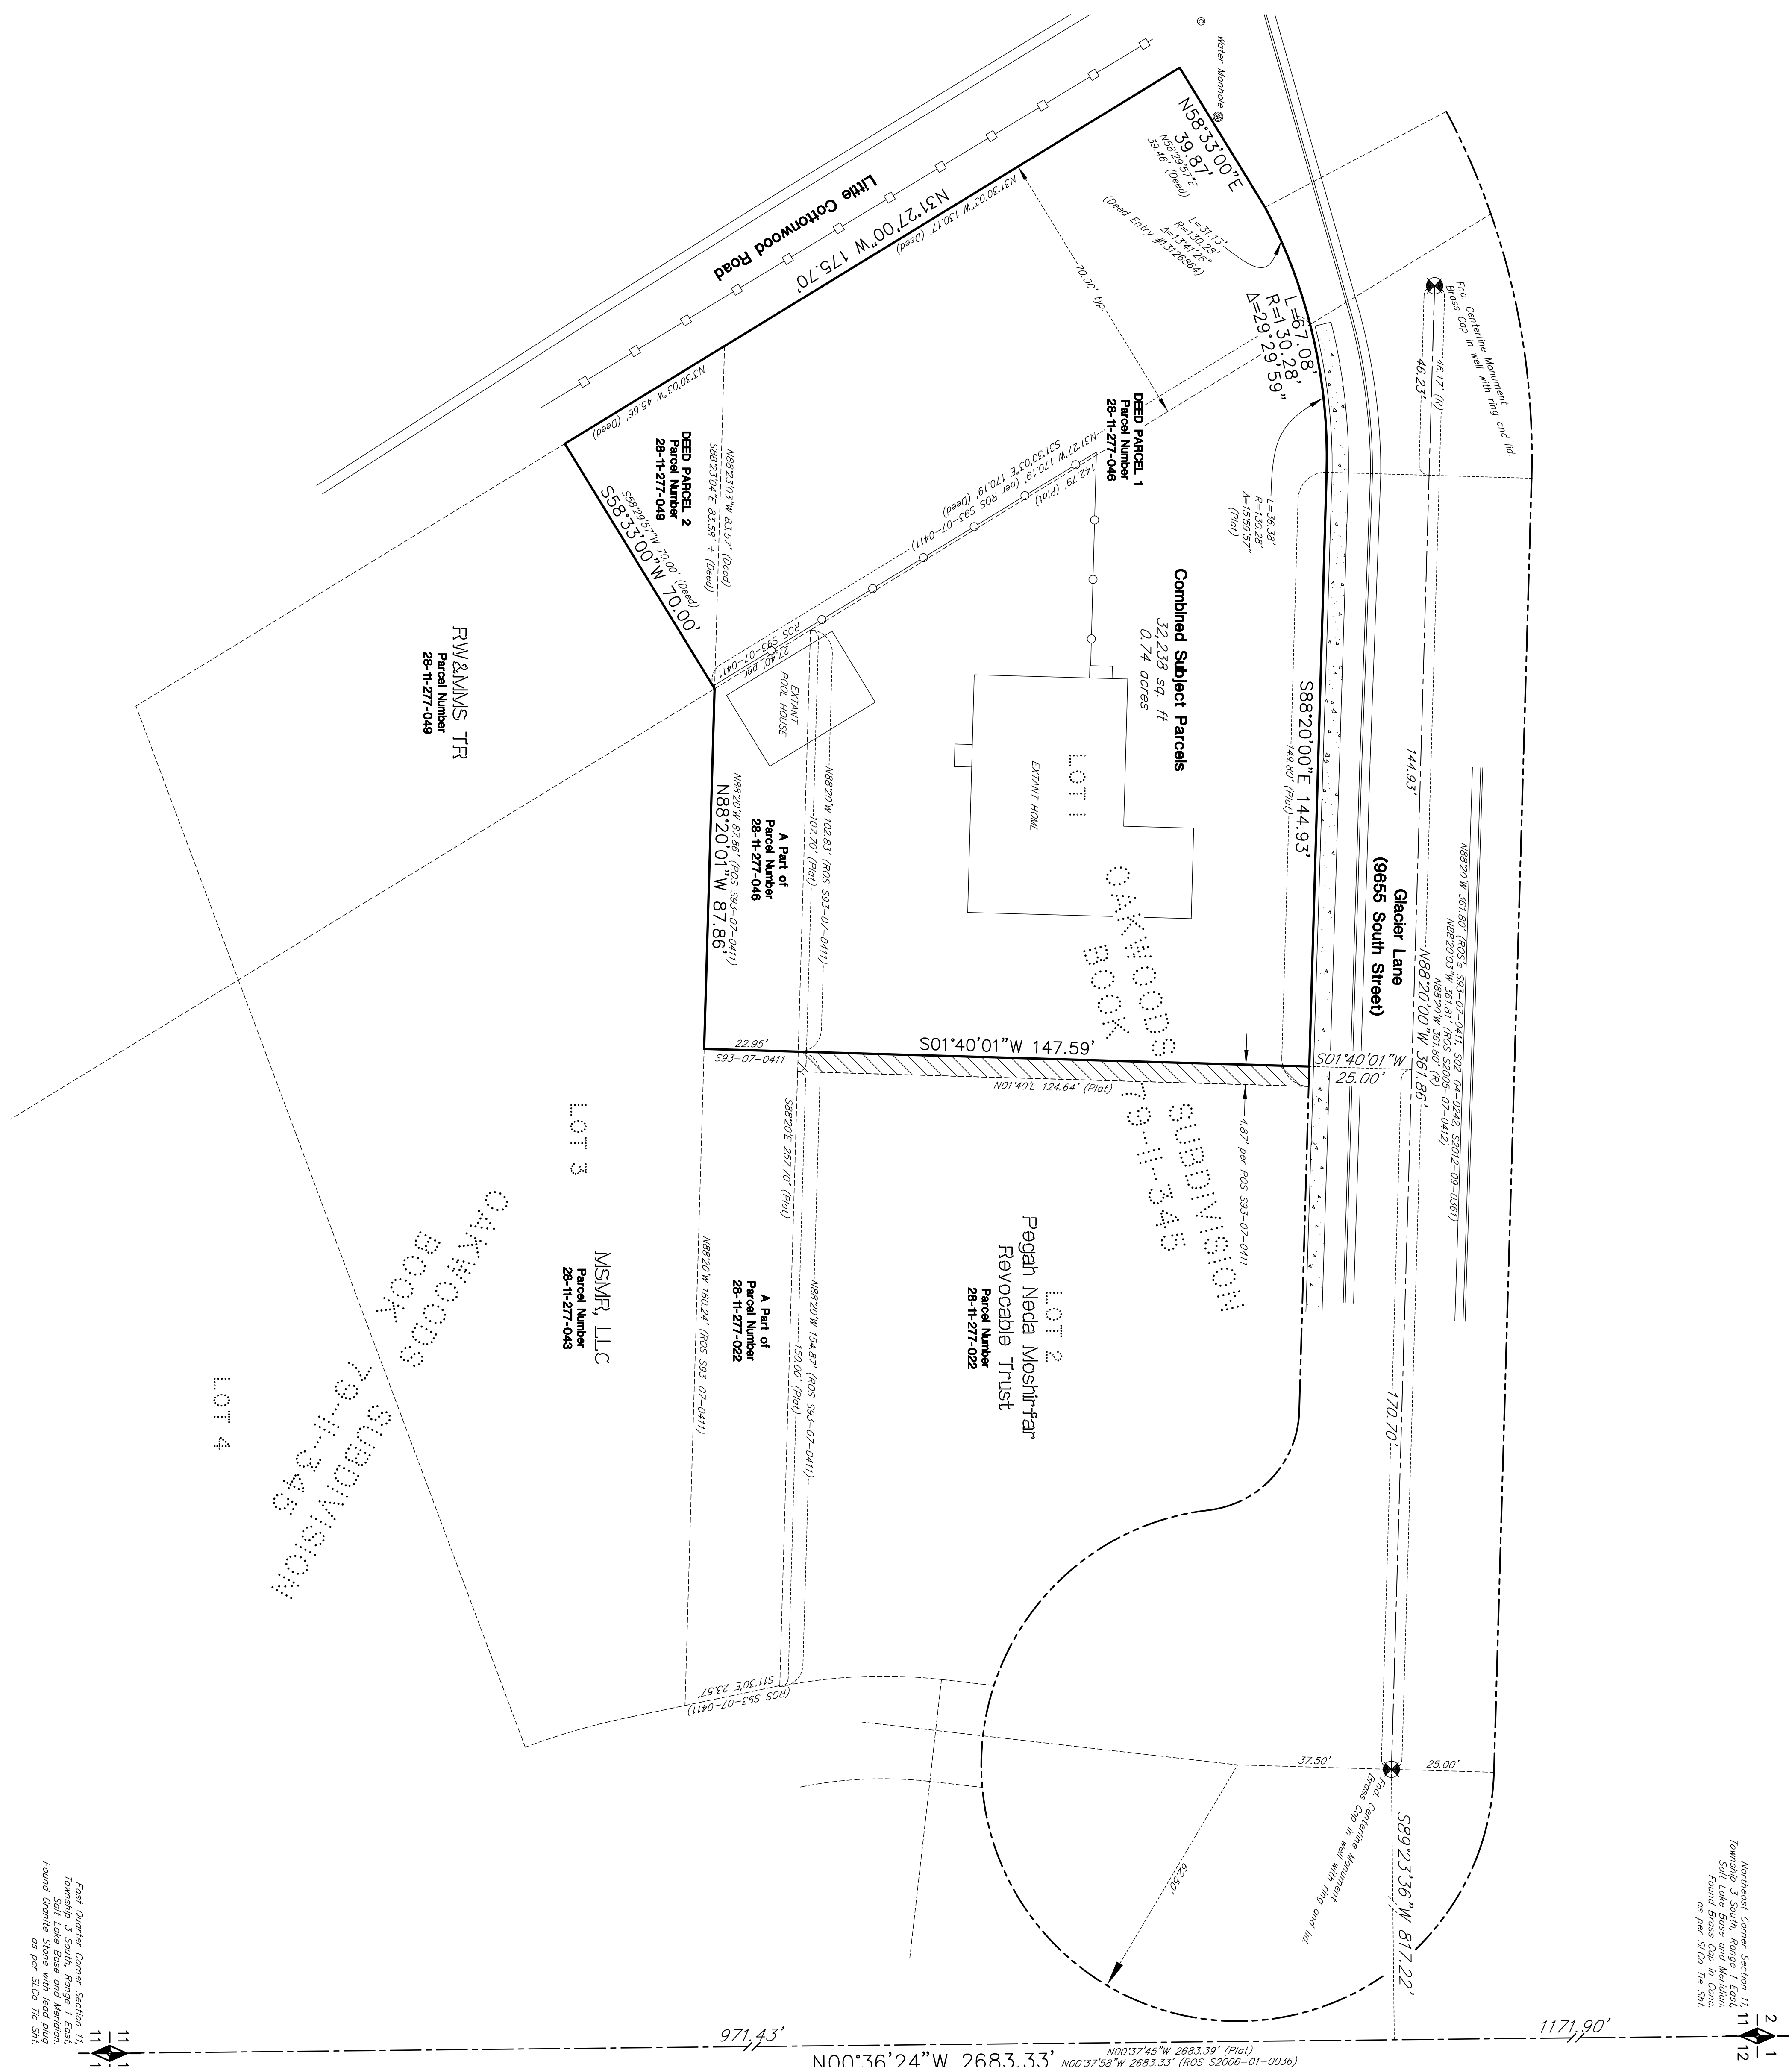 Water Manhole
N58°33'00"E
39.87'
N58°29'57"E
39.46' (Deed)
L=31.13'
R=130.28'
Δ=13°41'26"
(Deed Entry #13126864)
L=67.08'
R=130.28'
Δ=29°29'59"
Fnd. Centerline Monument
Brass Cap in well with ring and lid.
46.17' (R)
46.23'
Little Cottonwood Road
N31°27'00"W 175.70'
N31°30'03"W 130.17' (Deed)
70.00' typ.
N3°30'03"W 45.66' (Deed)
DEED PARCEL 1
Parcel Number
28-11-277-046
DEED PARCEL 2
Parcel Number
28-11-277-049
N88°23'03"W 83.57' (Deed)
S88°23'04"E 83.58' ± (Deed)
S58°29'57"W 70.00' (Deed)
S58°33'00"W 70.00'
142.79' (Plat)
N31°27'W 170.19' (per ROS S93-07-0411)
S31°30'03"E 170.19' (Deed)
27.40' per
ROS S93-07-0411
L=36.38'
R=130.28'
Δ=15°59'57"
(Plat)
Combined Subject Parcels
32,238 sq. ft
0.74 acres
S88°20'00"E 144.93'
149.80' (Plat)
144.93'
LOT 1
EXTANT HOME
EXTANT
POOL HOUSE
RW&MMS TR
Parcel Number
28-11-277-049
N88°20'W 102.83' (ROS S93-07-0411)
107.70' (Plat)
A Part of
Parcel Number
28-11-277-046
N88°20'W 87.86' (ROS S93-07-0411)
N88°20'01"W 87.86'
Glacier Lane
(9655 South Street)
N88°20'W 361.80' (ROS's S93-07-0411, S02-04-0242, S2012-09-0361)
N88°20'03"W 361.81' (ROS S2005-07-0412)
N88°20'W 361.80' (R)
N88°20'00"W 361.86'
OAKWOODS SUBDIVISION
BOOK 79-11-345
S01°40'01"W 147.59'
22.95'
S93-07-0411
N01°40'E 124.64' (Plat)
S01°40'01"W
25.00'
4.87' per ROS S93-07-0411
S88°20'E 257.70' (Plat)
N88°20'W 154.87' (ROS S93-07-0411)
150.00' (Plat)
LOT 2
Pegah Neda Moshirfar
Revocable Trust
Parcel Number
28-11-277-022
A Part of
Parcel Number
28-11-277-022
N88°20'W 160.24' (ROS S93-07-0411)
LOT 3
MSMR, LLC
Parcel Number
28-11-277-043
OAKWOODS SUBDIVISION
BOOK 79-11-345
LOT 4
170.70'
S11°30'E 23.57'
(ROS S93-07-0411)
37.50'
25.00'
Fnd. Centerline Monument
Brass Cap in well with ring and lid.
62.50'
S89°23'36"W 817.22'
Northeast Corner Section 11,
Township 3 South, Range 1 East,
Salt Lake Base and Meridian.
Found Brass Cap in Conc.
as per SLCo Tie Sht.
2 1
11 12
East Quarter Corner Section 11,
Township 3 South, Range 1 East,
Salt Lake Base and Meridian.
Found Granite Stone with lead plug
as per SLCo Tie Sht.
11
11
971.43'
1171.90'
N00°36'24"W 2683.33'
N00°37'45"W 2683.39' (Plat)
N00°37'58"W 2683.33' (ROS S2006-01-0036)